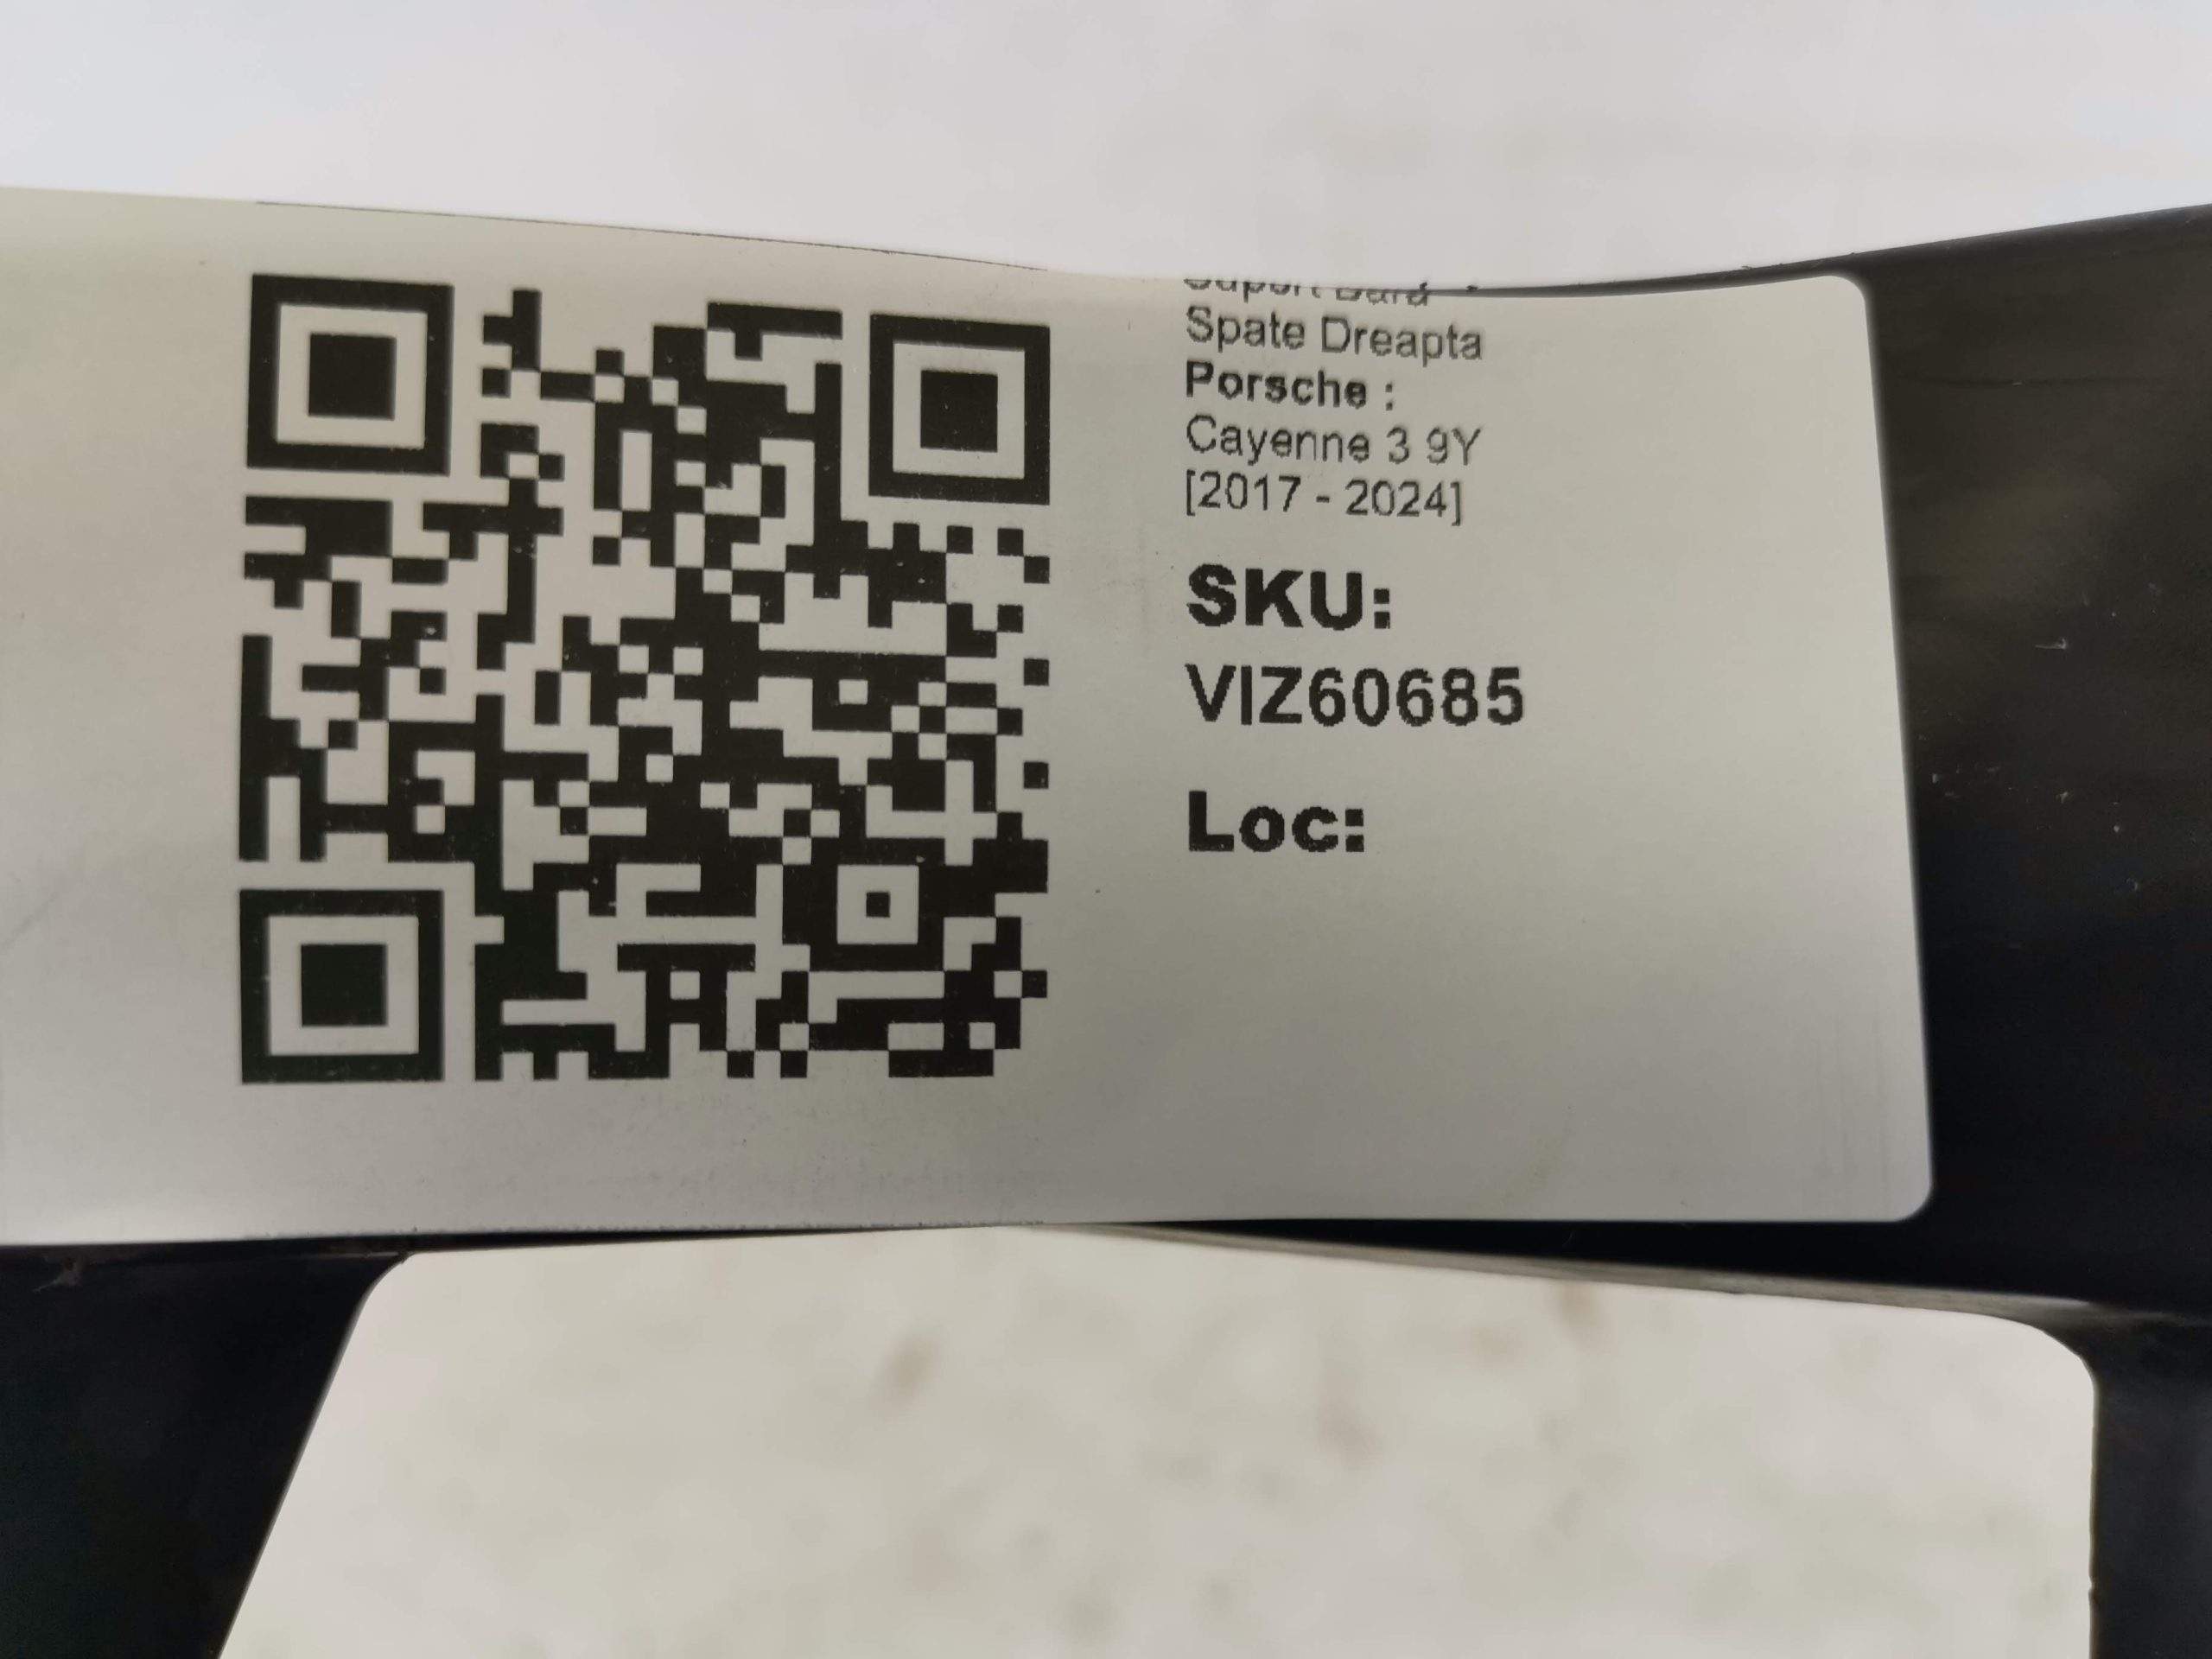 Spate Dreapta
Porsche :
Cayenne 3 9Y
[2017 - 2024]
SKU:
VIZ60685
Loc: